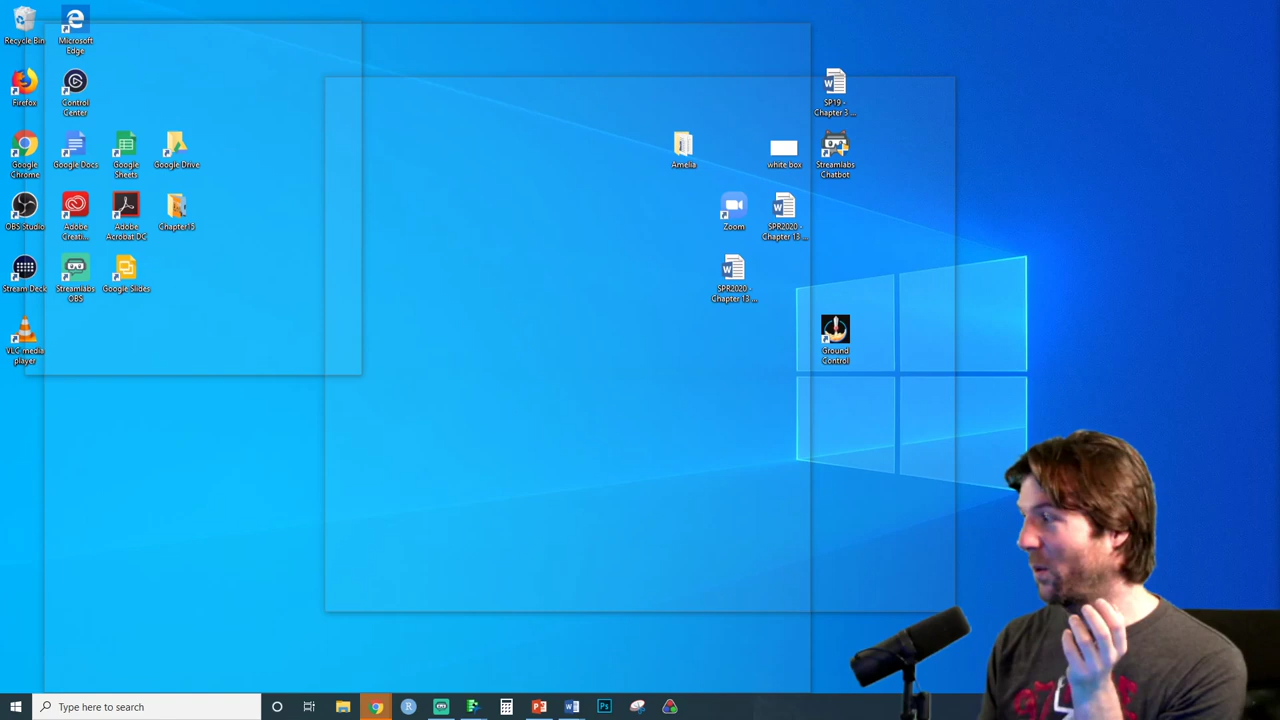 Recycle Bin
Microsoft
Edge
Firefox
Control
Center
SP19 -
Chapter 3 ...
Google
Chrome
Google Docs
Google
Sheets
Google Drive
Amelia
white box
Streamlabs
Chatbot
OBS Studio
Adobe
Creati...
Adobe
Acrobat DC
Chapter15
Zoom
SPR2020 -
Chapter 13 ...
Stream Deck
Streamlabs
OBS
Google Slides
SPR2020 -
Chapter 13 ...
VLC media
player
Ground
Control
Type here to search